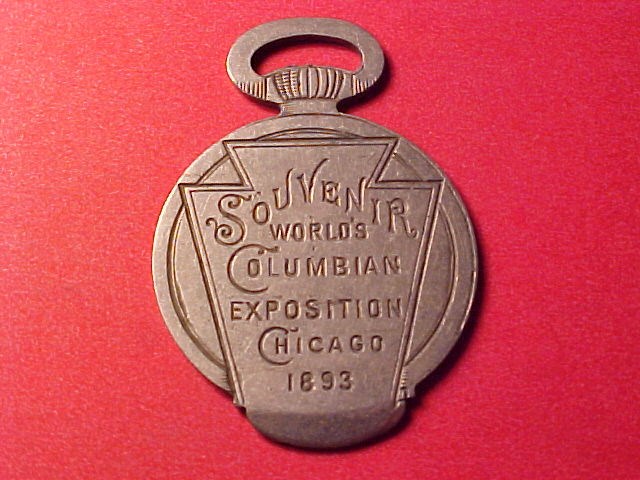 SOUVENIR
WORLD'S
COLUMBIAN
EXPOSITION
CHICAGO
1893